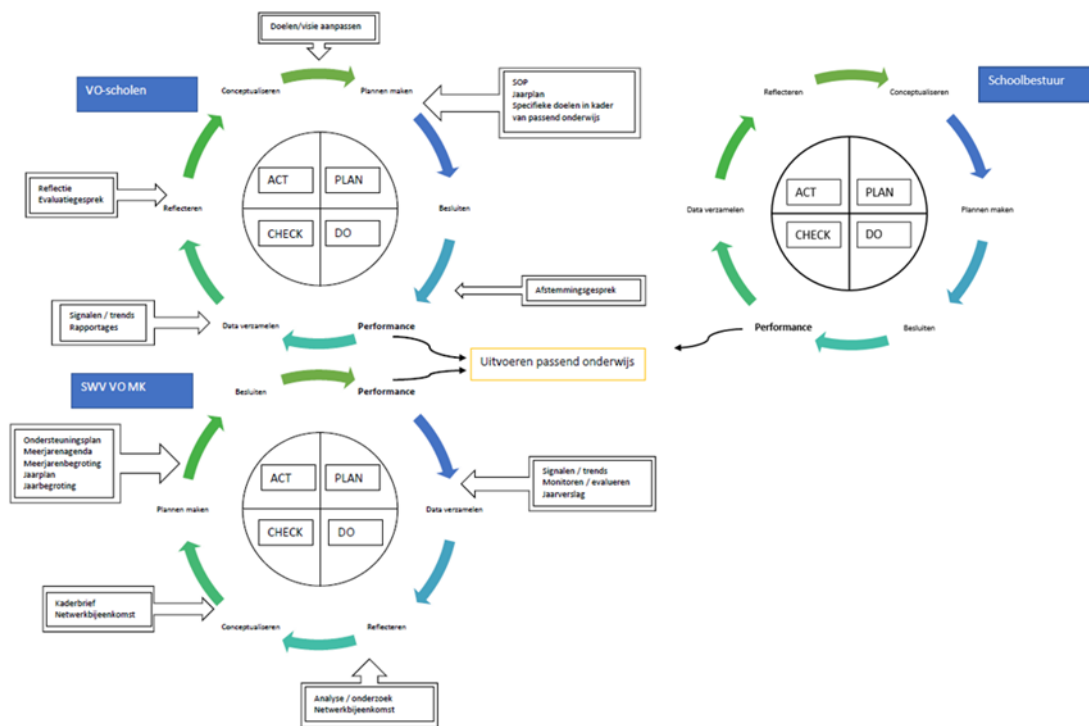 Doelen/visie aanpassen
VO-scholen
Conceptualiseren
Plannen maken
SOP
Jaarplan
Specifieke doelen in kader
van passend onderwijs
ACT
PLAN
CHECK
DO
Reflectie
Evaluatiegesprek
Reflecteren
Besluiten
Afstemmingsgesprek
Signalen / trends
Rapportages
Data verzamelen
Performance
Schoolbestuur
Reflecteren
Conceptualiseren
ACT
PLAN
CHECK
DO
Data verzamelen
Plannen maken
Performance
Besluiten
Uitvoeren passend onderwijs
SWV VO MK
Besluiten
Performance
Ondersteuningsplan
Meerjarenagenda
Meerjarenbegroting
Jaarplan
Jaarbegroting
ACT
PLAN
CHECK
DO
Signalen / trends
Monitoren / evalueren
Jaarverslag
Plannen maken
Data verzamelen
Kaderbrief
Netwerkbijeenkomst
Conceptualiseren
Reflecteren
Analyse / onderzoek
Netwerkbijeenkomst